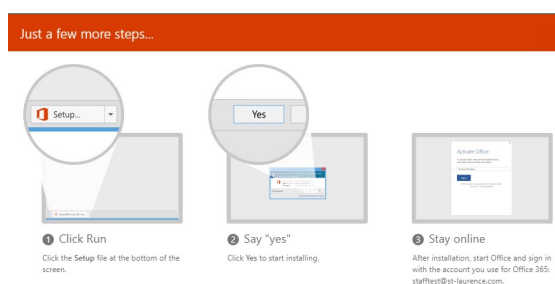 Just a few more steps...
Setup...
Yes
Activate Office
1 Click Run
2 Say "yes"
3 Stay online
Click the Setup file at the bottom of the
screen.
Click Yes to start installing.
After installation, start Office and sign in
with the account you use for Office 365:
stafftest@st-laurence.com.